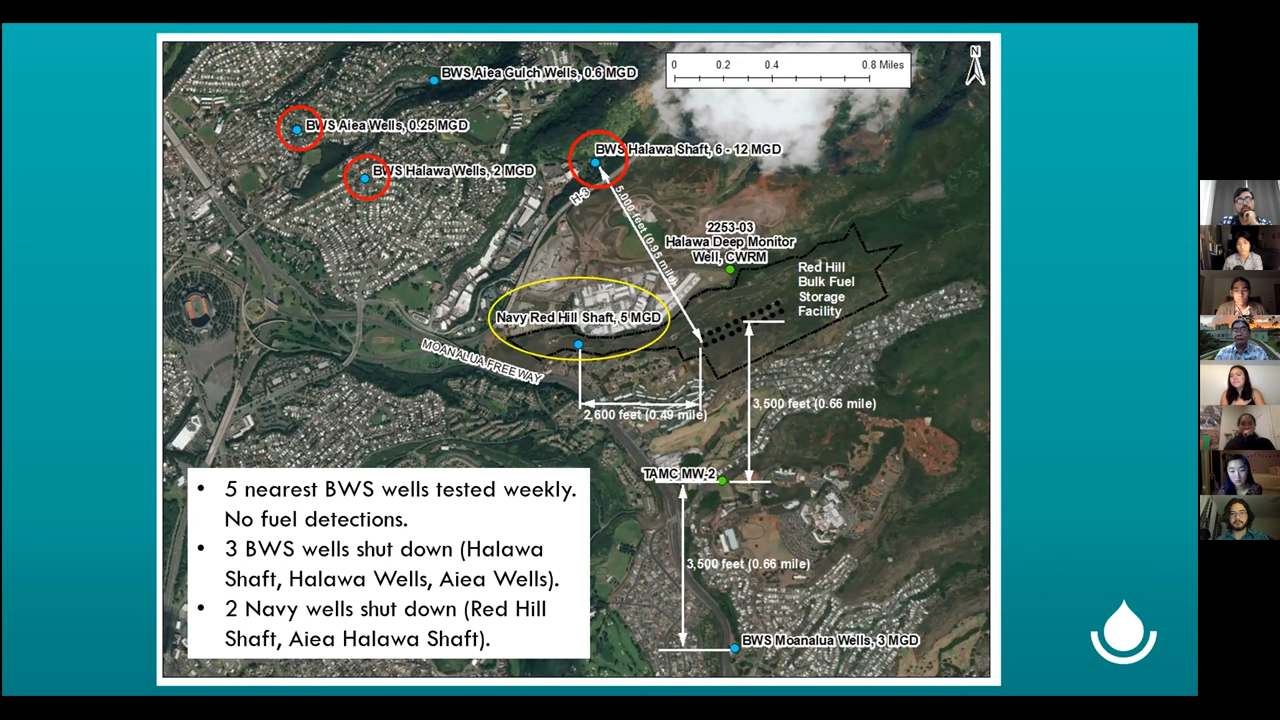 BWS Aiea Gulch Wells, 0.6 MGD
0 0.2 0.4 0.8 Miles
N
BWS Aiea Wells, 0.25 MGD
BWS Halawa Shaft, 6 - 12 MGD
BWS Halawa Wells, 2 MGD
H-3
5,000 feet (0.95 mile)
2253-03
Halawa Deep Monitor
Well, CWRM
Red Hill
Bulk Fuel
Storage
Facility
Navy Red Hill Shaft, 5 MGD
MOANALUA FREEWAY
2,600 feet (0.49 mile)
3,500 feet (0.66 mile)
TAMC MW-2
3,500 feet (0.66 mile)
BWS Moanalua Wells, 3 MGD
• 5 nearest BWS wells tested weekly.
No fuel detections.
• 3 BWS wells shut down (Halawa
Shaft, Halawa Wells, Aiea Wells).
• 2 Navy wells shut down (Red Hill
Shaft, Aiea Halawa Shaft).